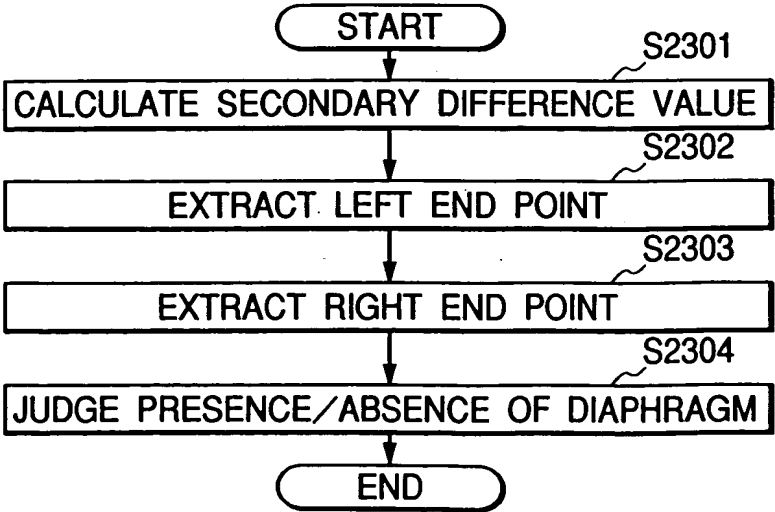 START
S2301
CALCULATE SECONDARY DIFFERENCE VALUE
S2302
EXTRACT LEFT END POINT
S2303
EXTRACT RIGHT END POINT
S2304
JUDGE PRESENCE/ABSENCE OF DIAPHRAGM
END